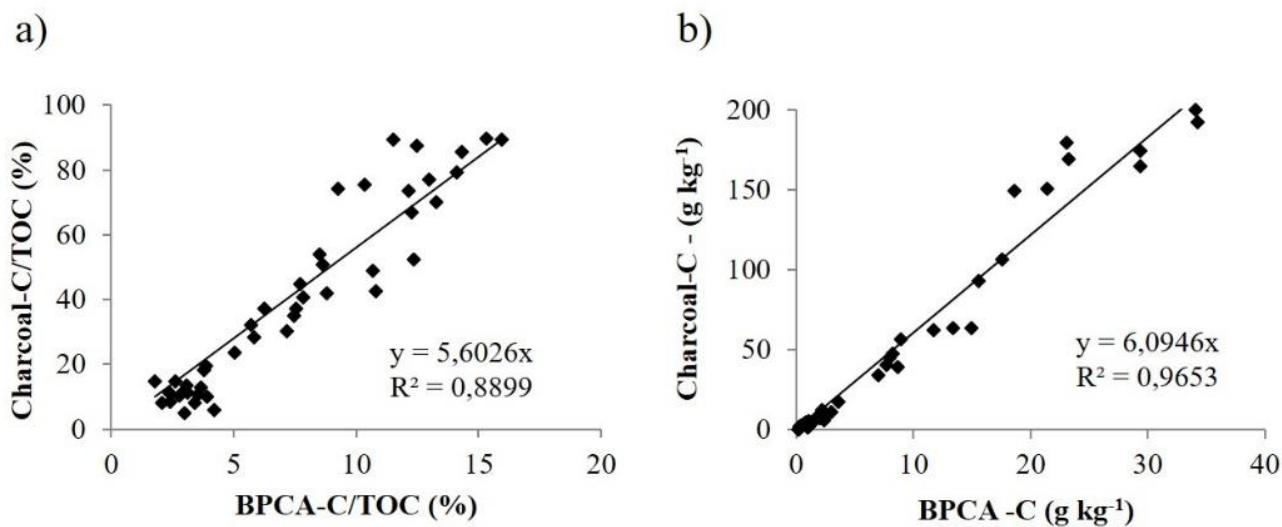 a)
100
80
60
40
20
0
Charcoal-C/TOC (%)
y = 5,6026x
R² = 0,8899
0 5 10 15 20
BPCA-C/TOC (%)
b)
200
150
100
50
0
Charcoal-C - (g kg⁻¹)
y = 6,0946x
R² = 0,9653
0 10 20 30 40
BPCA -C (g kg⁻¹)